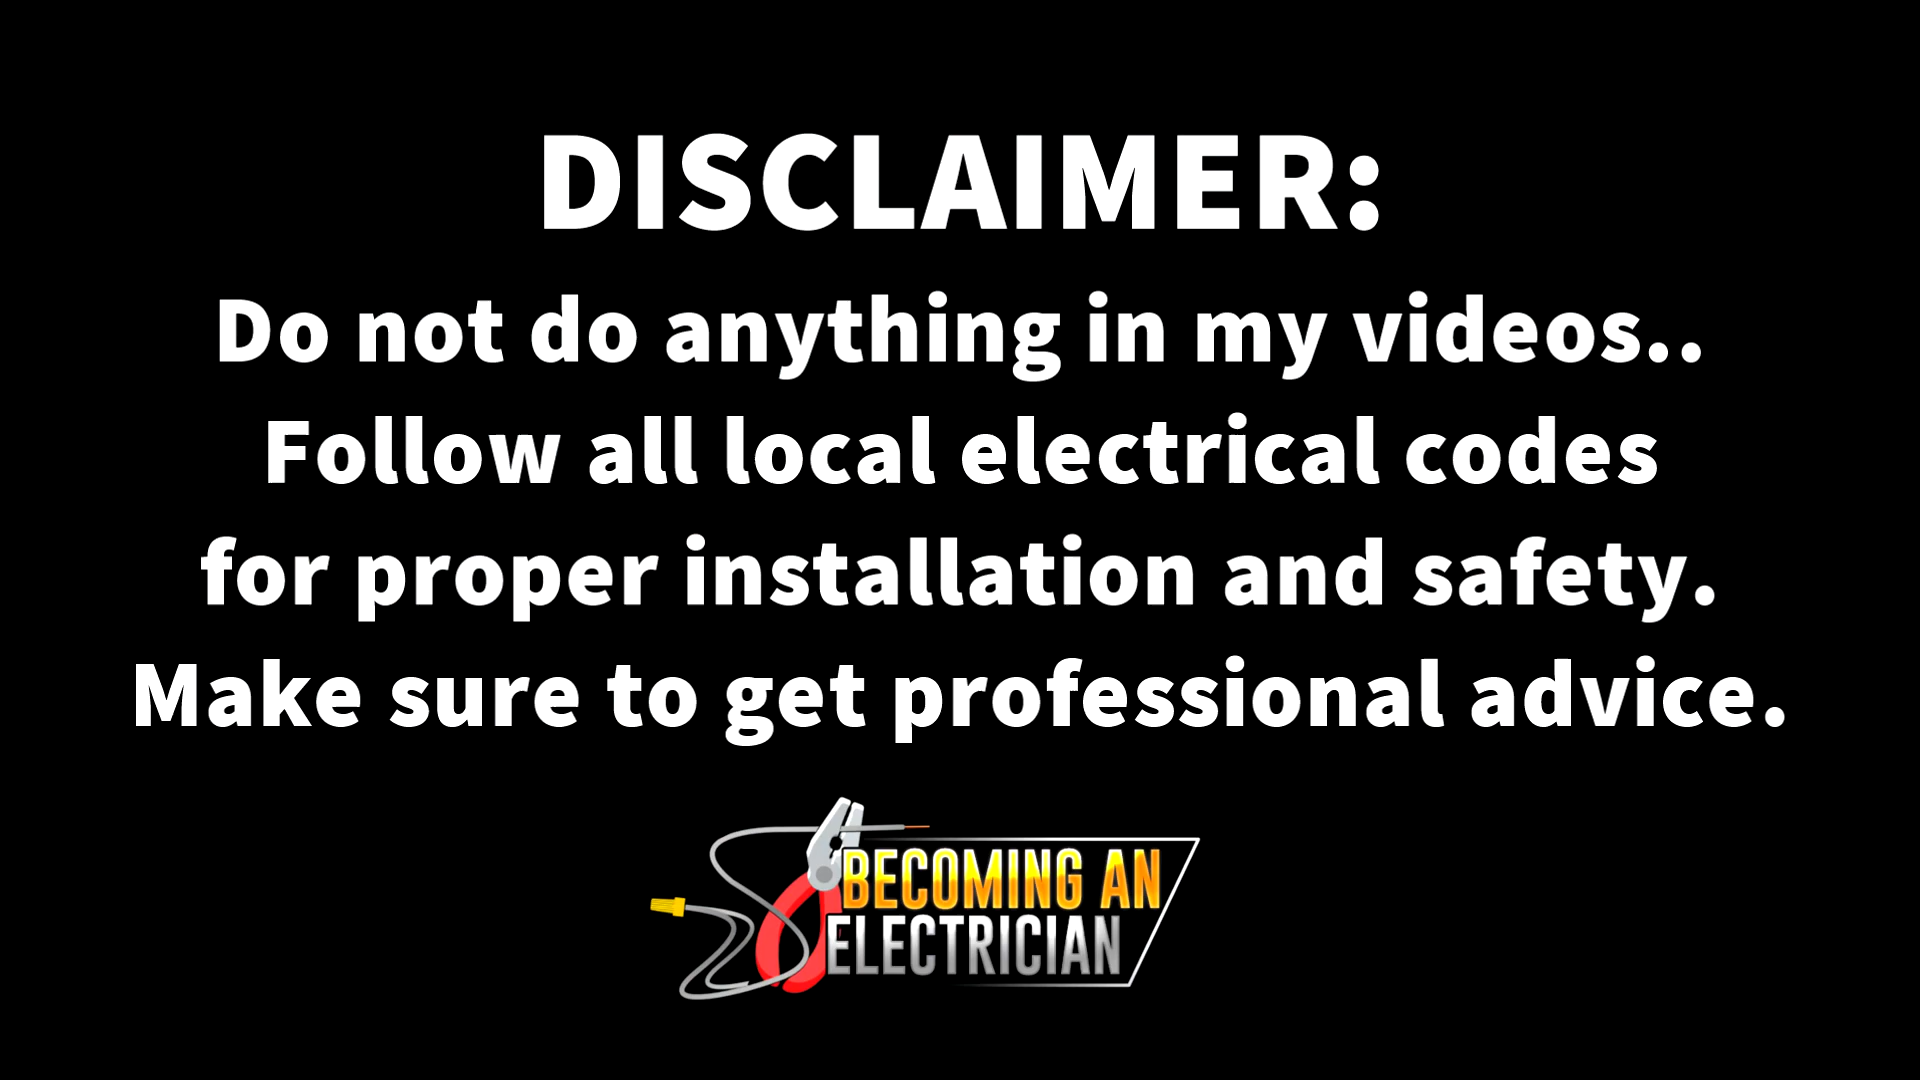 DISCLAIMER:
Do not do anything in my videos..
Follow all local electrical codes
for proper installation and safety.
Make sure to get professional advice.
BECOMING AN
ELECTRICIAN